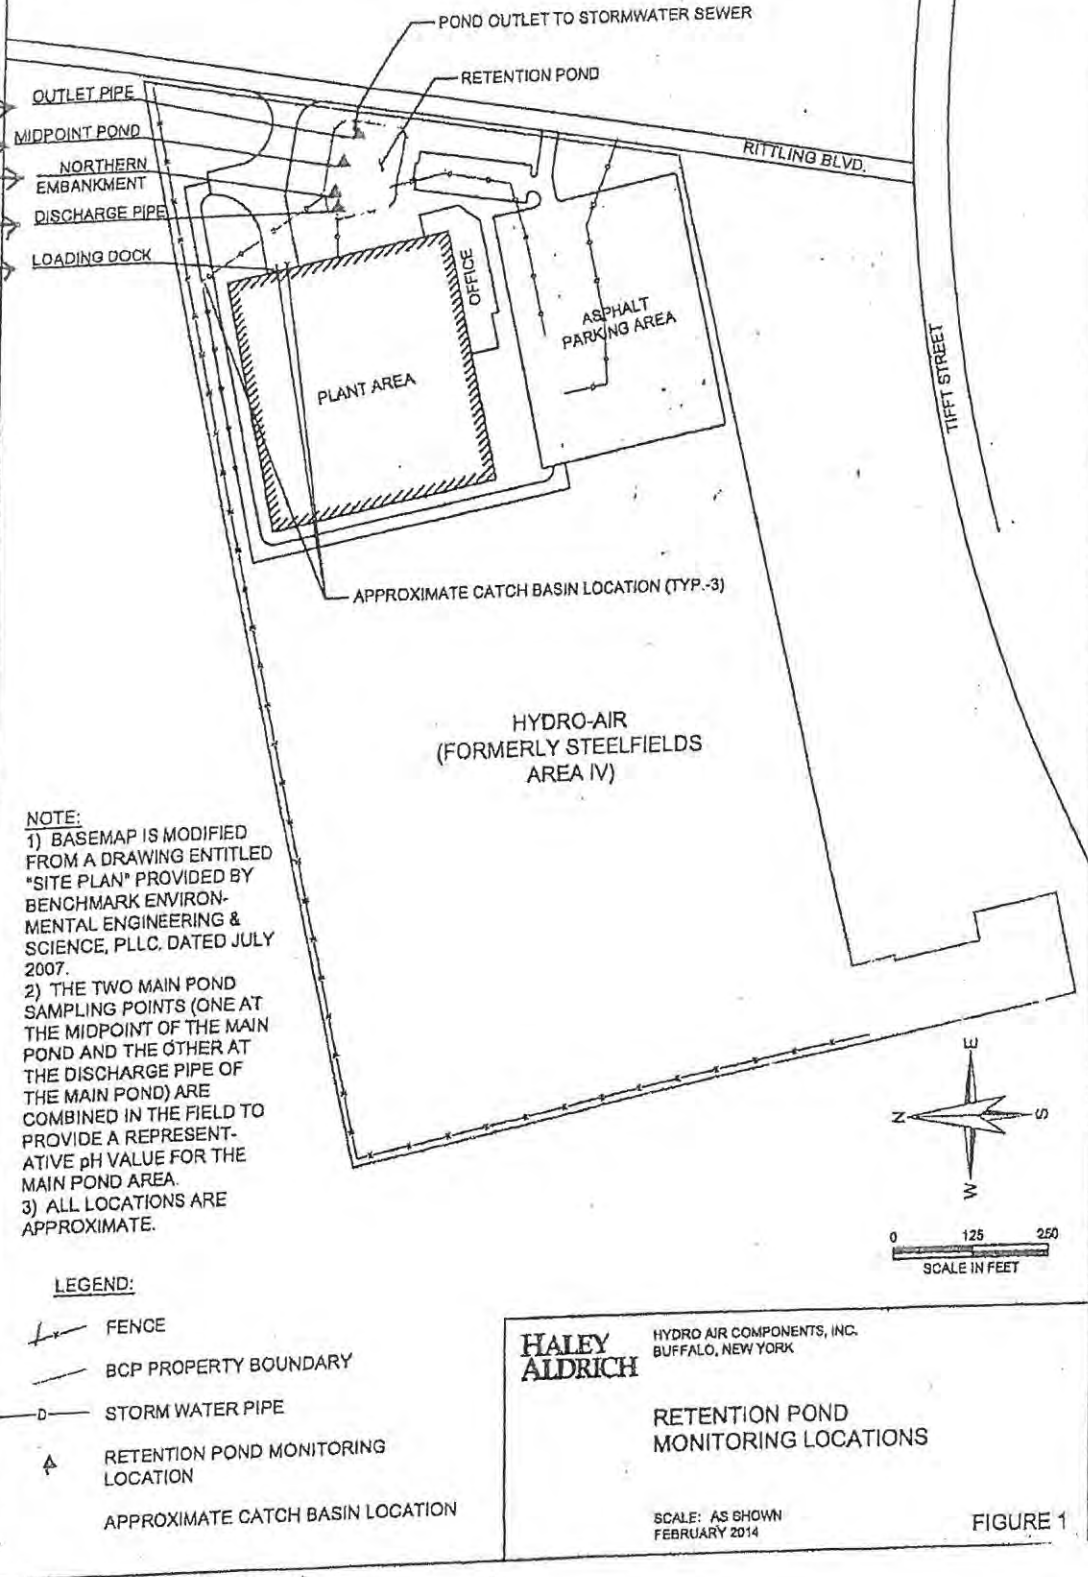 POND OUTLET TO STORMWATER SEWER
RETENTION POND
OUTLET PIPE
MIDPOINT POND
NORTHERN
EMBANKMENT
DISCHARGE PIPE
LOADING DOCK
RITTLING BLVD.
OFFICE
ASPHALT
PARKING AREA
PLANT AREA
TIFFT STREET
APPROXIMATE CATCH BASIN LOCATION (TYP.-3)
HYDRO-AIR
(FORMERLY STEELFIELDS
AREA IV)
NOTE:
1) BASEMAP IS MODIFIED
FROM A DRAWING ENTITLED
"SITE PLAN" PROVIDED BY
BENCHMARK ENVIRON-
MENTAL ENGINEERING &
SCIENCE, PLLC. DATED JULY
2007.
2) THE TWO MAIN POND
SAMPLING POINTS (ONE AT
THE MIDPOINT OF THE MAIN
POND AND THE OTHER AT
THE DISCHARGE PIPE OF
THE MAIN POND) ARE
COMBINED IN THE FIELD TO
PROVIDE A REPRESENT-
ATIVE pH VALUE FOR THE
MAIN POND AREA.
3) ALL LOCATIONS ARE
APPROXIMATE.
E
N
S
W
0 125 250
SCALE IN FEET
LEGEND:
FENCE
BCP PROPERTY BOUNDARY
D
STORM WATER PIPE
RETENTION POND MONITORING
LOCATION
APPROXIMATE CATCH BASIN LOCATION
HALEY
ALDRICH
HYDRO AIR COMPONENTS, INC.
BUFFALO, NEW YORK
RETENTION POND
MONITORING LOCATIONS
SCALE: AS SHOWN
FEBRUARY 2014
FIGURE 1